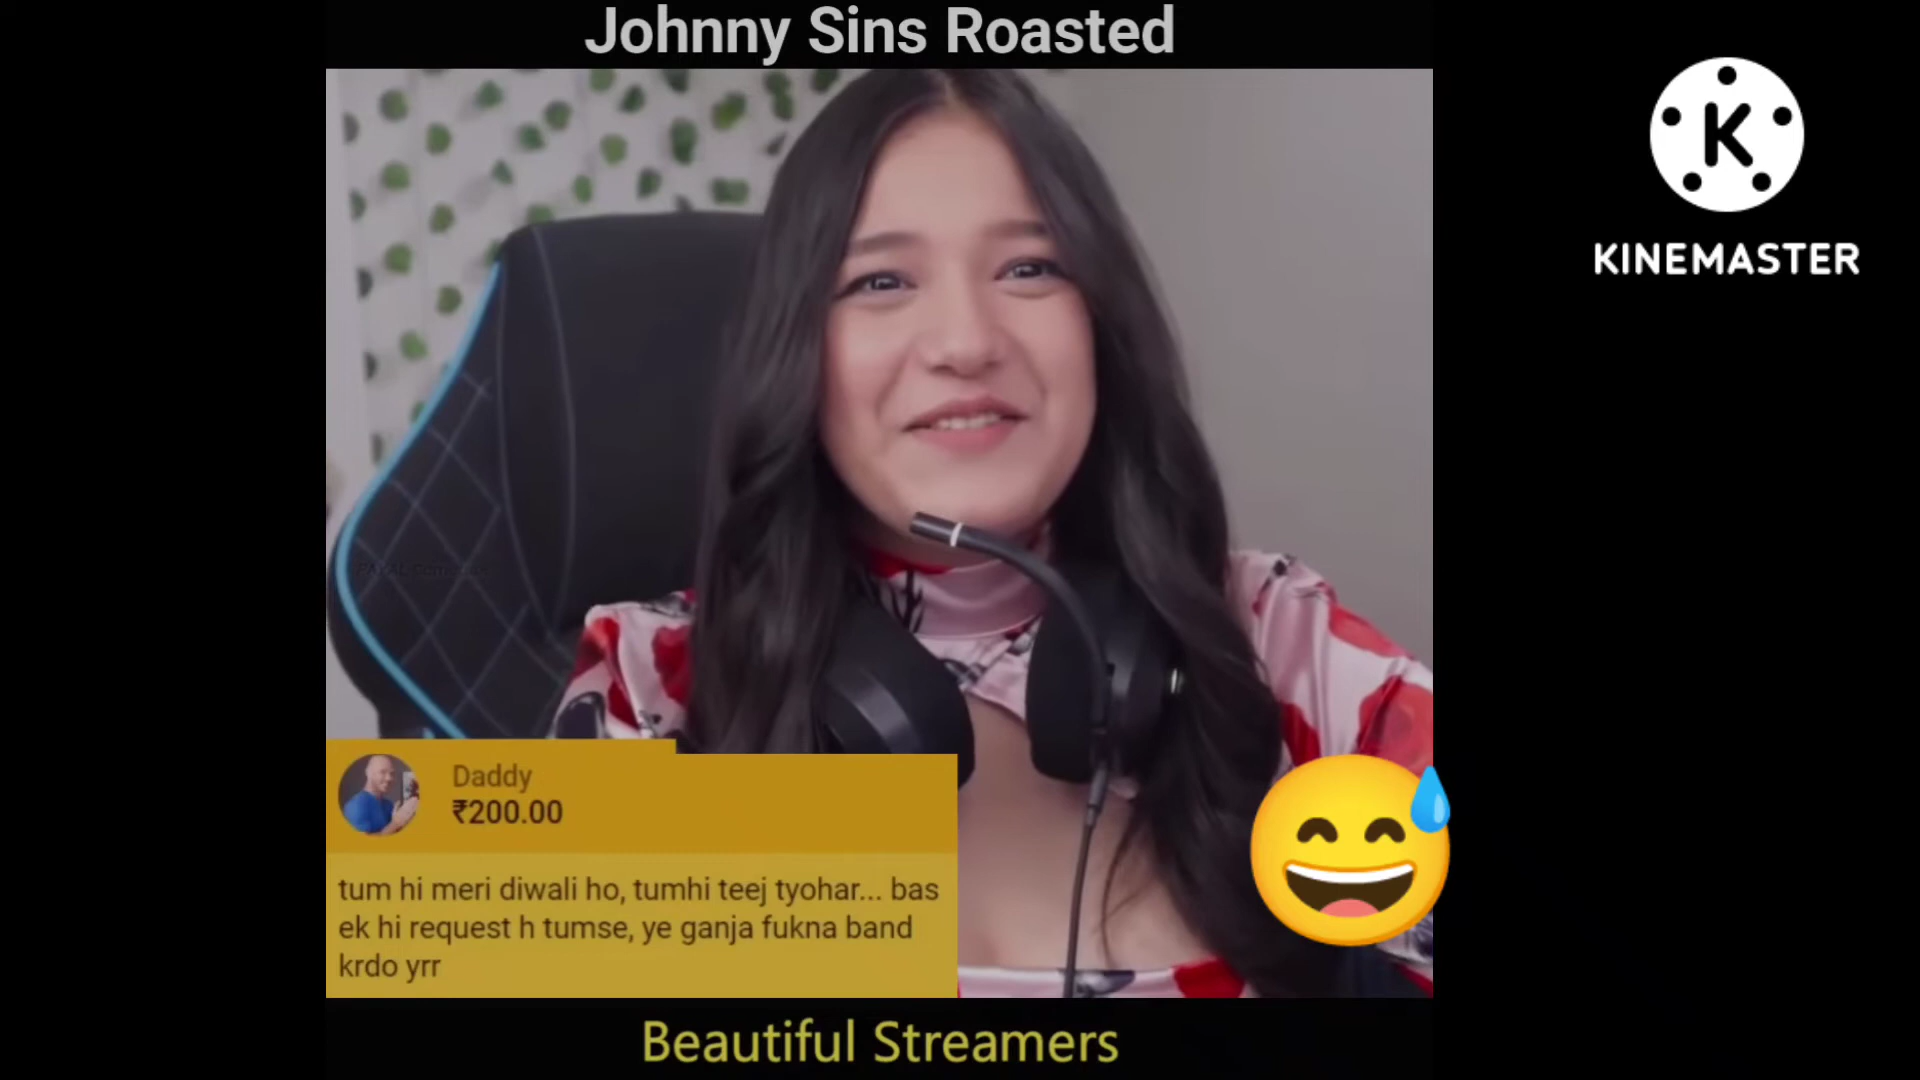 Johnny Sins Roasted
K
KINEMASTER
Daddy
₹200.00
tum hi meri diwali ho, tumhi teej tyohar... bas
ek hi request h tumse, ye ganja fukna band
krdo yrr
Beautiful Streamers